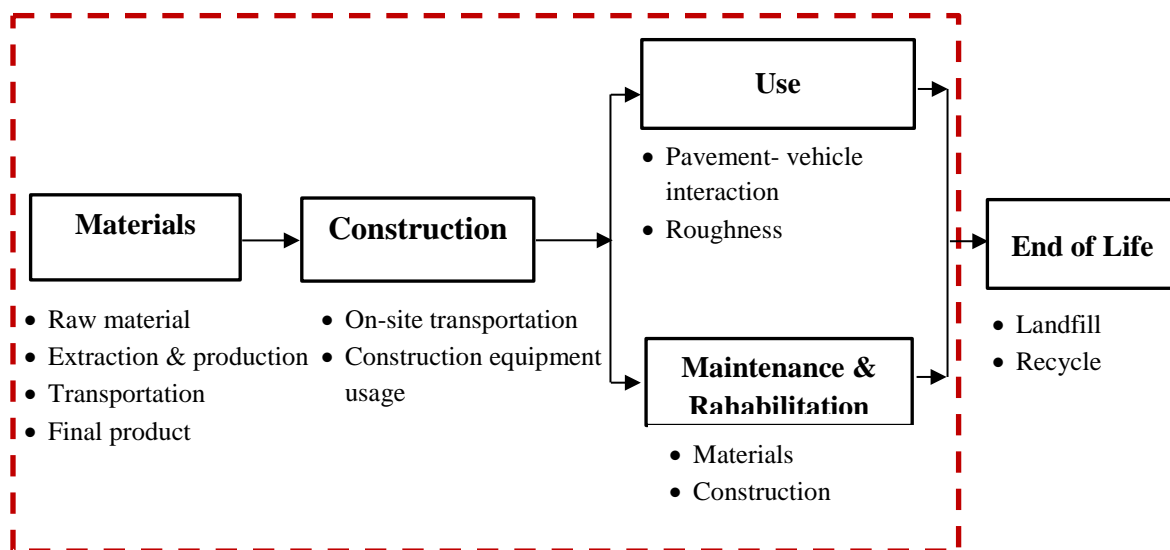 Materials
• Raw material
• Extraction & production
• Transportation
• Final product
Construction
• On-site transportation
• Construction equipment
usage
Use
• Pavement- vehicle
interaction
• Roughness
Maintenance &
Rahabilitation
• Materials
• Construction
End of Life
• Landfill
• Recycle